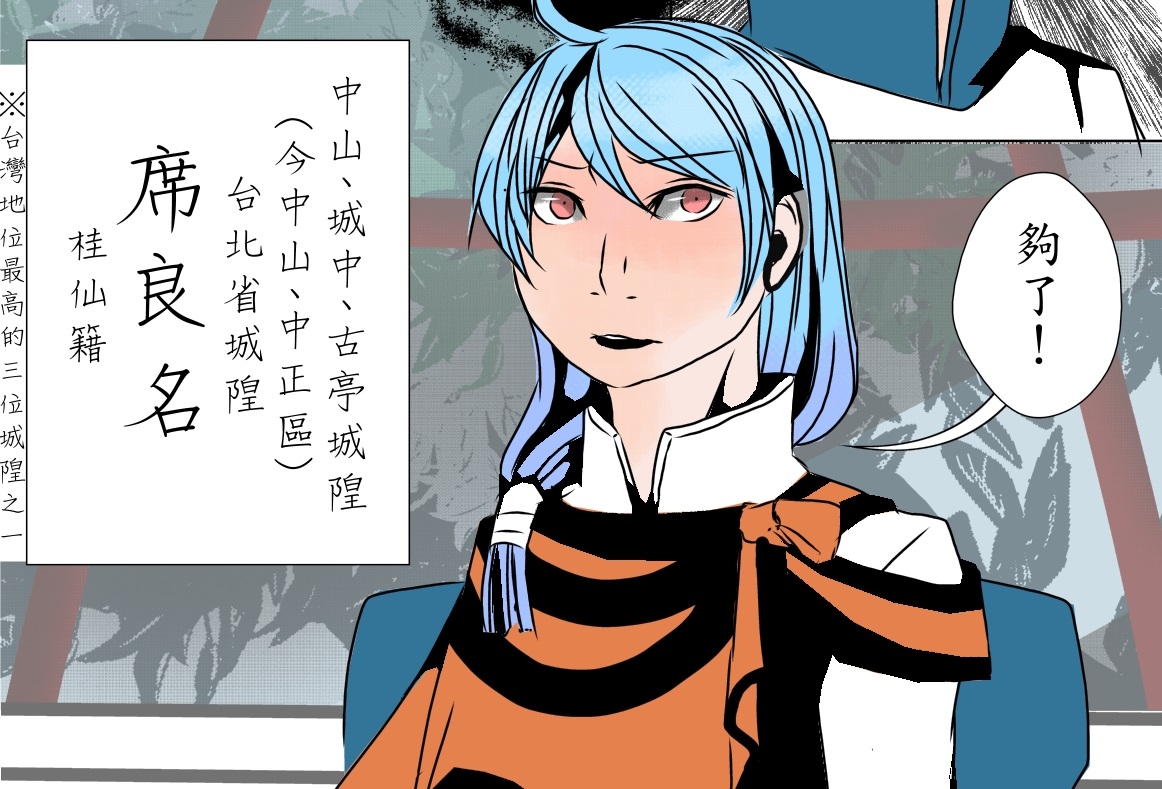 夠了！
中山、城中、古亭城隍
（今中山、中正區）
台北省城隍
席良名
桂仙籍
※台灣地位最高的三位城隍之一